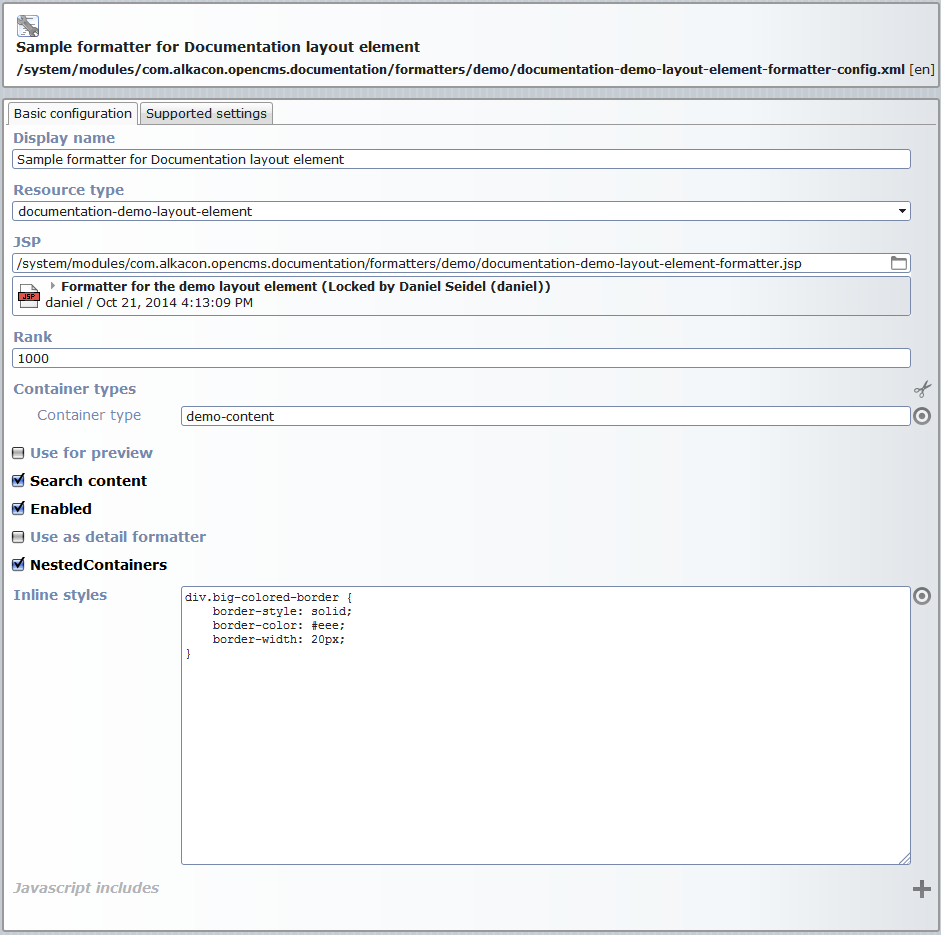 Sample formatter for Documentation layout element
/system/modules/com.alkacon.opencms.documentation/formatters/demo/documentation-demo-layout-element-formatter-config.xml [en]
Basic configuration Supported settings
Display name
Sample formatter for Documentation layout element
Resource type
documentation-demo-layout-element
JSP
/system/modules/com.alkacon.opencms.documentation/formatters/demo/documentation-demo-layout-element-formatter.jsp
JSP
Formatter for the demo layout element (Locked by Daniel Seidel (daniel))
daniel / Oct 21, 2014 4:13:09 PM
Rank
1000
Container types
Container type demo-content
Use for preview
Search content
Enabled
Use as detail formatter
NestedContainers
Inline styles
div.big-colored-border {
    border-style: solid;
    border-color: #eee;
    border-width: 20px;
}
Javascript includes